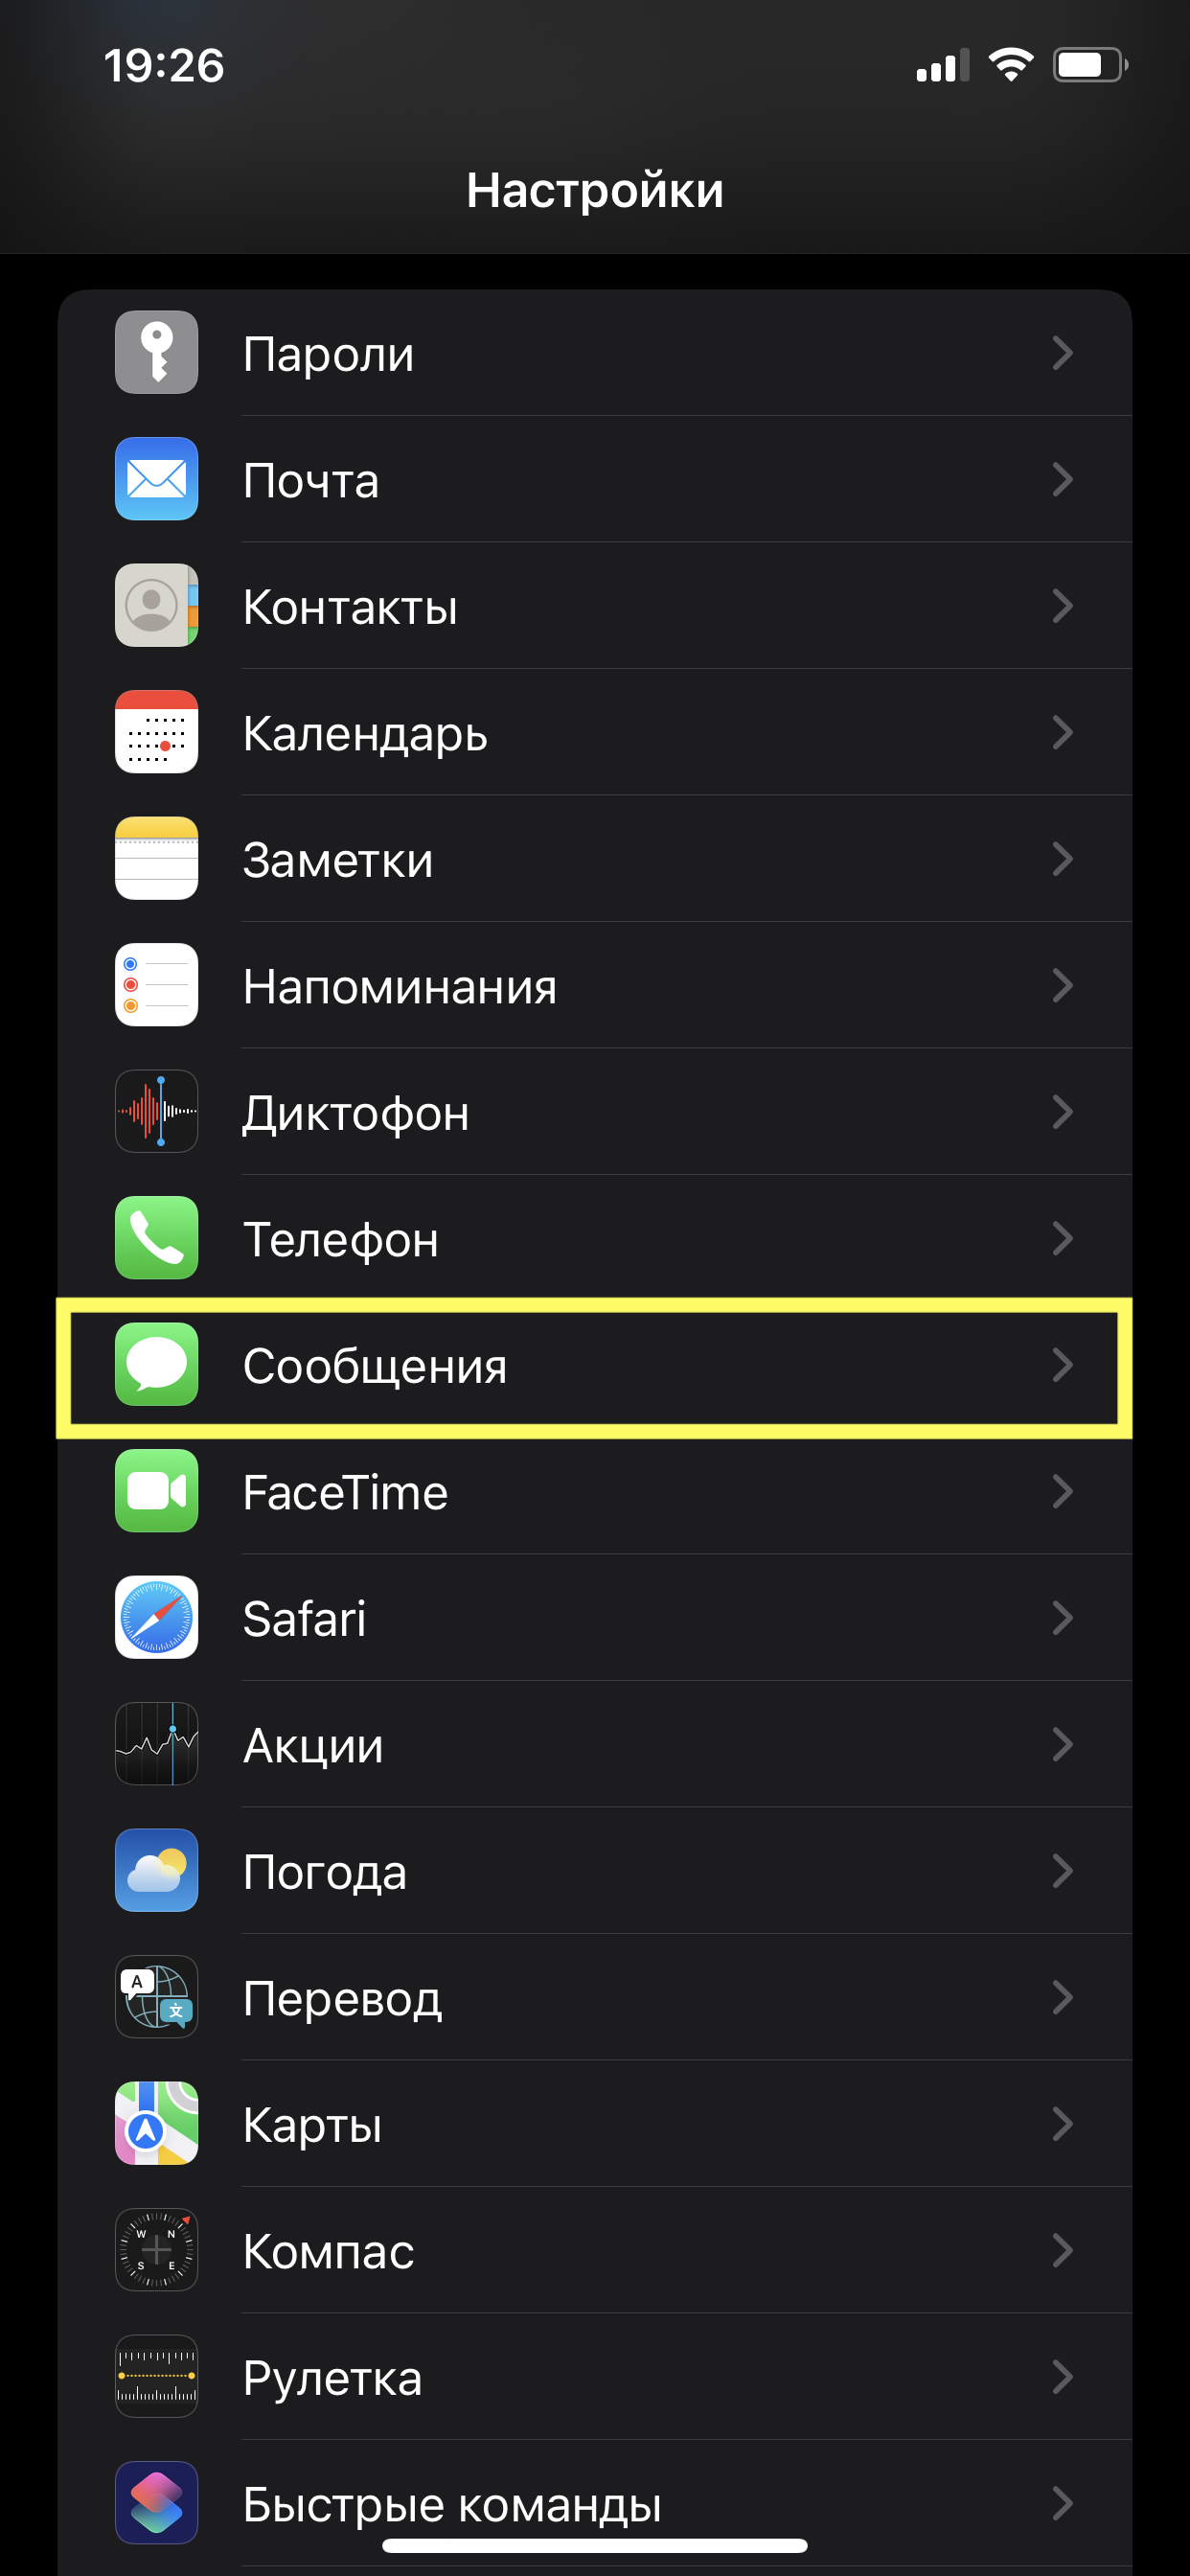 19:26
Настройки
Пароли
Почта
Контакты
Календарь
Заметки
Напоминания
Диктофон
Телефон
Сообщения
FaceTime
Safari
Акции
Погода
A
文
Перевод
Карты
W N
S E
Компас
Рулетка
Быстрые команды